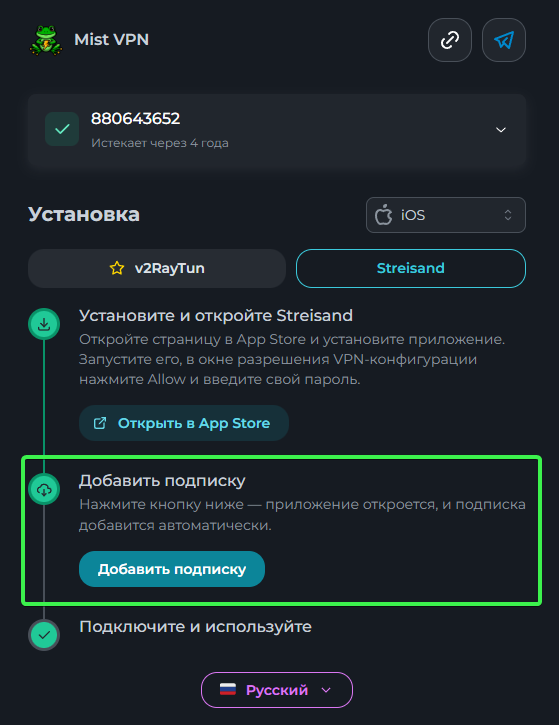 Mist VPN
880643652
Истекает через 4 года
Установка
iOS
v2RayTun
Streisand
Установите и откройте Streisand
Откройте страницу в App Store и установите приложение.
Запустите его, в окне разрешения VPN-конфигурации
нажмите Allow и введите свой пароль.
Открыть в App Store
Добавить подписку
Нажмите кнопку ниже — приложение откроется, и подписка
добавится автоматически.
Добавить подписку
Подключите и используйте
Русский